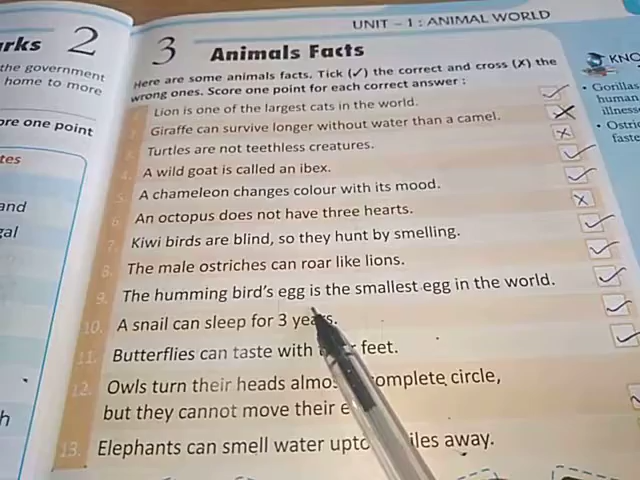 UNIT – 1 : ANIMAL WORLD
rks 2
the government
home to more
ore one point
tes
and
gal
h
3 Animals Facts
Here are some animals facts. Tick (✓) the correct and cross (✗) the
wrong ones. Score one point for each correct answer :
Lion is one of the largest cats in the world.
Giraffe can survive longer without water than a camel.
Turtles are not teethless creatures.
4. A wild goat is called an ibex.
5. A chameleon changes colour with its mood.
6. An octopus does not have three hearts.
7. Kiwi birds are blind, so they hunt by smelling.
8. The male ostriches can roar like lions.
9. The humming bird's egg is the smallest egg in the world.
10. A snail can sleep for 3 years.
11. Butterflies can taste with feet.
12. Owls turn their heads complete circle,
but they cannot move their
13. Elephants can smell water upto away.
KNO
• Gorillas
human
illness
• Ostri
faste